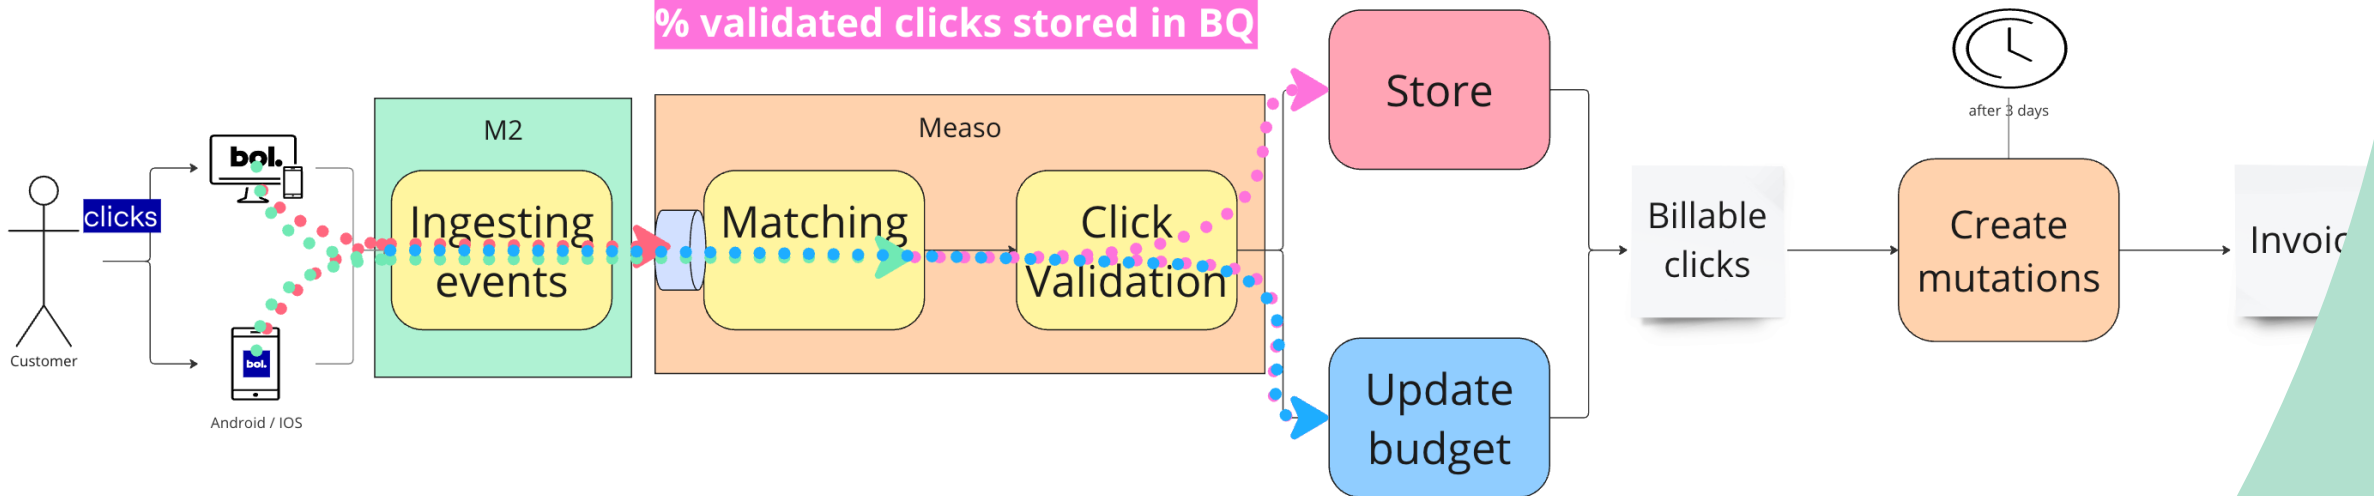 % validated clicks stored in BQ
Customer
clicks
bol.
bol.
Android / IOS
M2
Ingesting
events
Measo
Matching
Click
Validation
Store
Update
budget
Billable
clicks
after 3 days
Create
mutations
Invoic